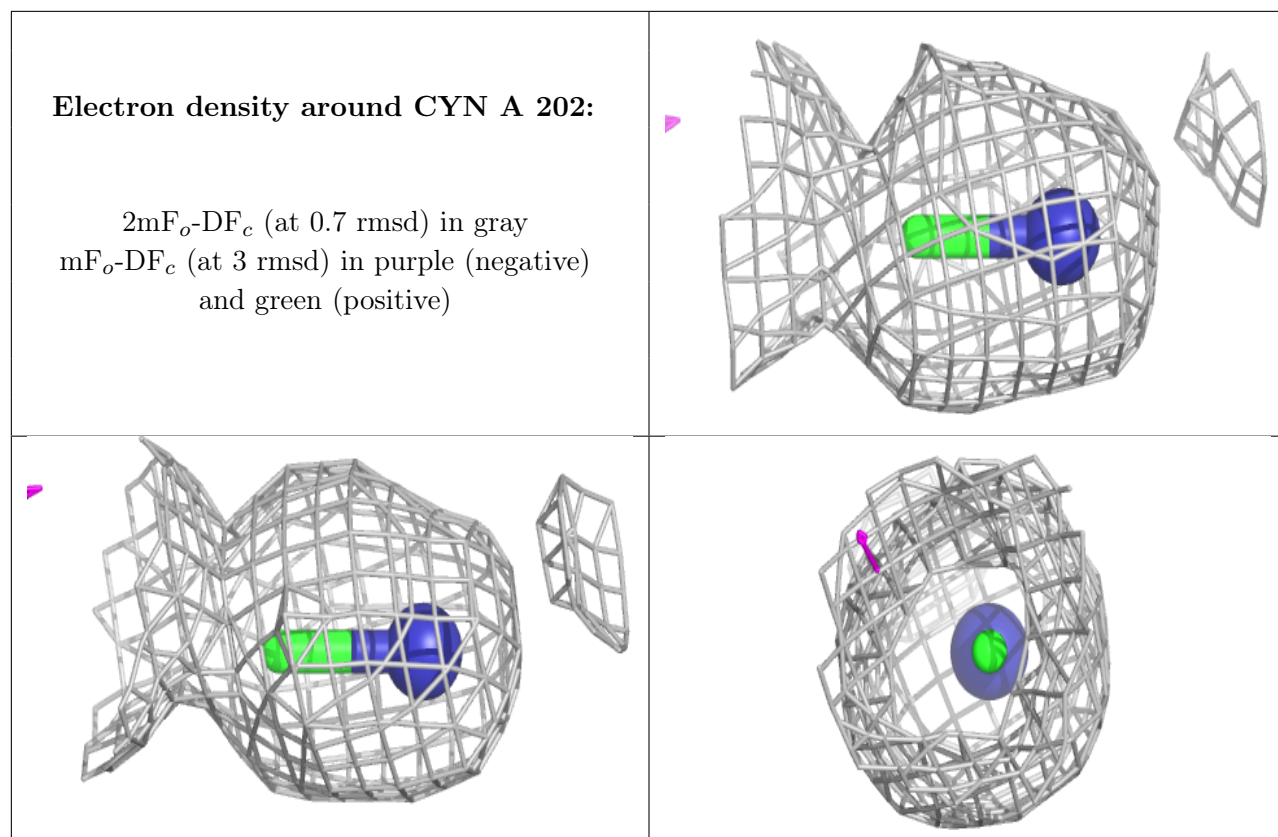 Electron density around CYN A 202:
2mFo-DFc (at 0.7 rmsd) in gray
mFo-DFc (at 3 rmsd) in purple (negative)
and green (positive)